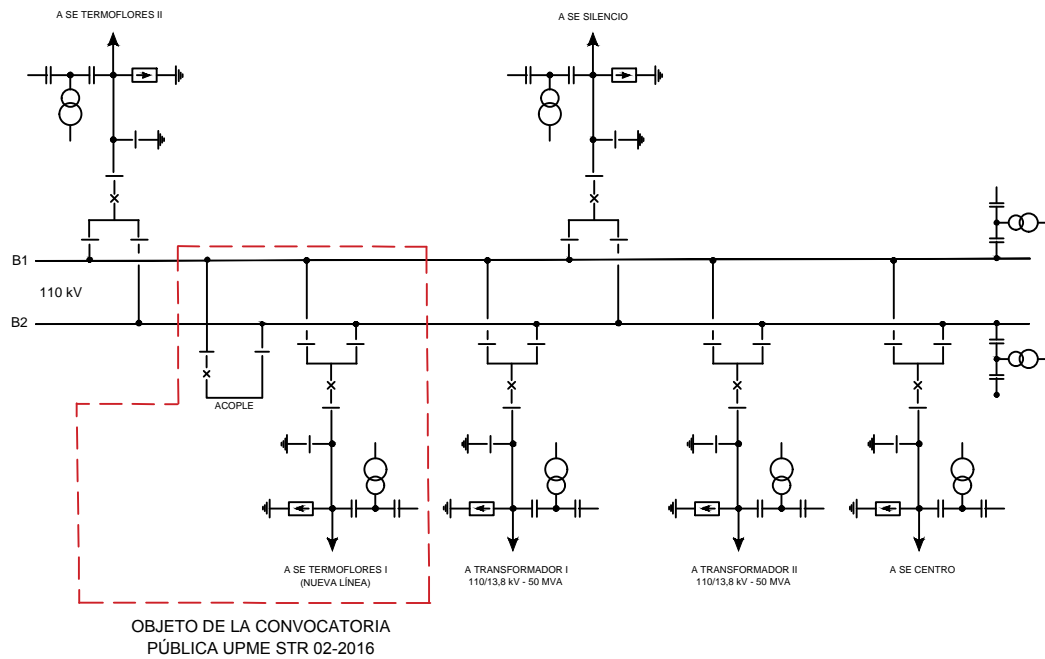 A SE TERMOFLORES II
A SE SILENCIO
B1
110 kV
B2
ACOPLE
A SE TERMOFLORES I
(NUEVA LÍNEA)
A TRANSFORMADOR I
110/13,8 kV - 50 MVA
A TRANSFORMADOR II
110/13,8 kV - 50 MVA
A SE CENTRO
OBJETO DE LA CONVOCATORIA
PÚBLICA UPME STR 02-2016